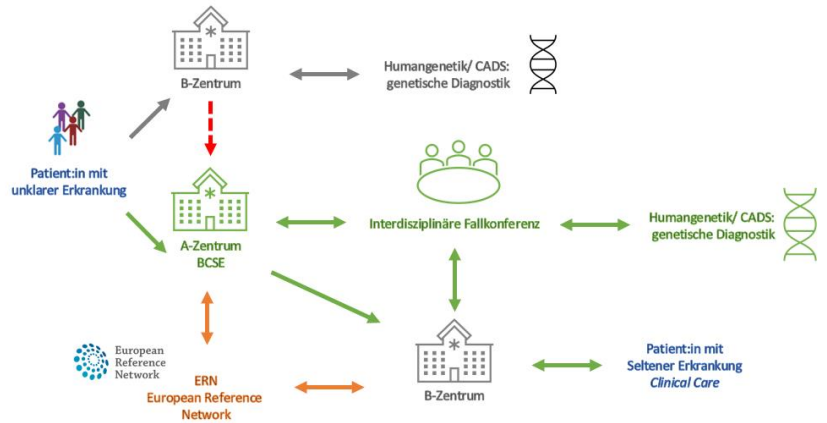 B-Zentrum
Humangenetik/ CADS:
genetische Diagnostik
Patient:in mit
unklarer Erkrankung
A-Zentrum
BCSE
Interdisziplinäre Fallkonferenz
Humangenetik/ CADS:
genetische Diagnostik
European
Reference
Network
ERN
European Reference
Network
B-Zentrum
Patient:in mit
Seltener Erkrankung
Clinical Care